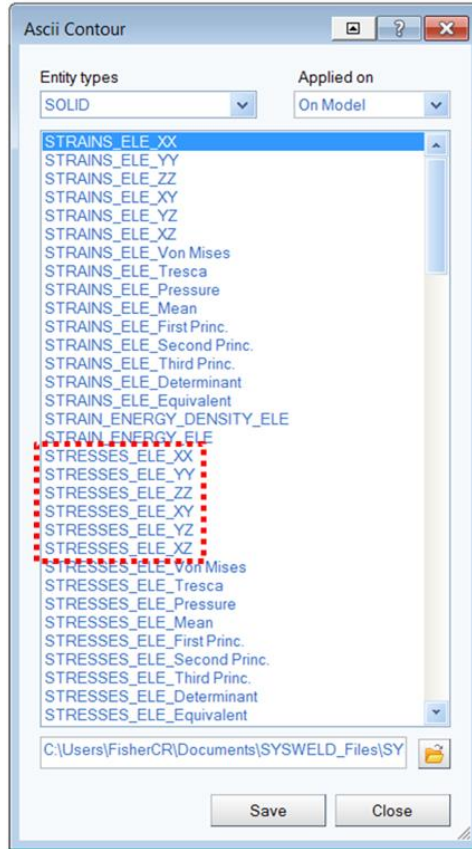 Ascii Contour
Entity types Applied on
SOLID On Model
STRAINS_ELE_XX
STRAINS_ELE_YY
STRAINS_ELE_ZZ
STRAINS_ELE_XY
STRAINS_ELE_YZ
STRAINS_ELE_XZ
STRAINS_ELE_Von Mises
STRAINS_ELE_Tresca
STRAINS_ELE_Pressure
STRAINS_ELE_Mean
STRAINS_ELE_First Princ.
STRAINS_ELE_Second Princ.
STRAINS_ELE_Third Princ.
STRAINS_ELE_Determinant
STRAINS_ELE_Equivalent
STRAIN_ENERGY_DENSITY_ELE
STRAIN_ENERGY_ELE
STRESSES_ELE_XX
STRESSES_ELE_YY
STRESSES_ELE_ZZ
STRESSES_ELE_XY
STRESSES_ELE_YZ
STRESSES_ELE_XZ
STRESSES_ELE_Von Mises
STRESSES_ELE_Tresca
STRESSES_ELE_Pressure
STRESSES_ELE_Mean
STRESSES_ELE_First Princ.
STRESSES_ELE_Second Princ.
STRESSES_ELE_Third Princ.
STRESSES_ELE_Determinant
STRESSES_ELE_Equivalent
C:\Users\FisherCR\Documents\SYSWELD_Files\SY
Save Close